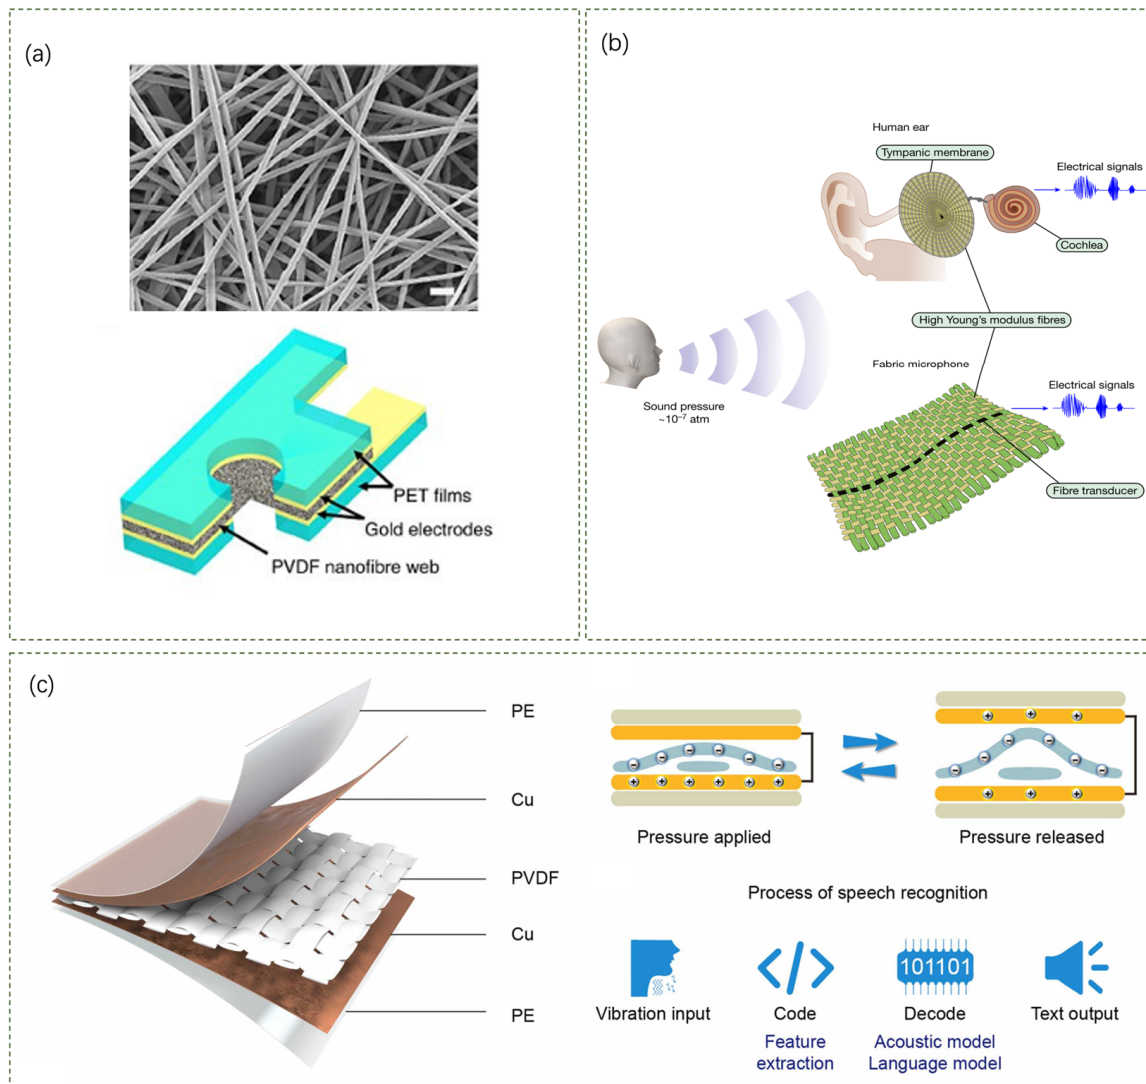 (a)
PET films
Gold electrodes
PVDF nanofibre web
(b)
Human ear
Tympanic membrane
Electrical signals
Cochlea
High Young's modulus fibres
Fabric microphone
Sound pressure
~10⁻⁷ atm
Electrical signals
Fibre transducer
(c)
PE
Cu
PVDF
Cu
PE
Pressure applied
Pressure released
Process of speech recognition
101101
Vibration input
Code
Decode
Text output
Feature
extraction
Acoustic model
Language model